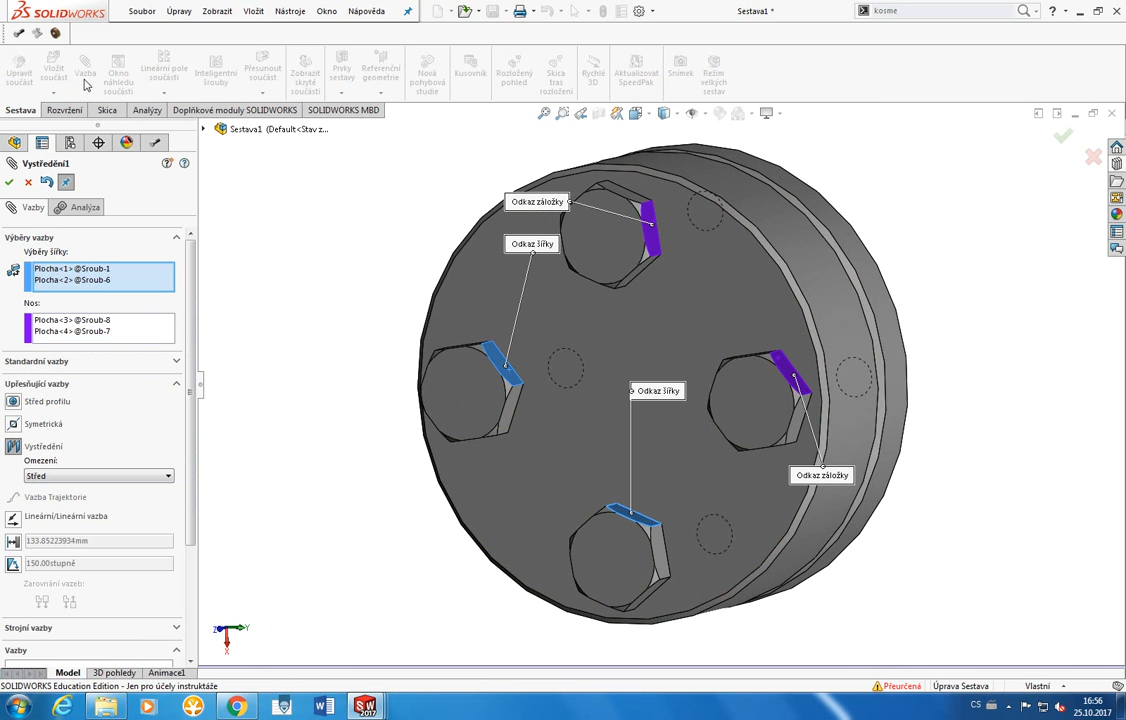 SOLIDWORKS
Soubor Úpravy Zobrazit Vložit Nástroje Okno Nápověda
Sestava1 *
kosme
Upravit součást
Vložit součást
Vazba
Okno náhledu součásti
Lineární pole součásti
Inteligentní šrouby
Přesunout součást
Zobrazit skryté součásti
Prvky sestavy
Referenční geometrie
Nová pohybová studie
Kusovník
Rozložený pohled
Skica tras rozložení
Rychlé 3D
Aktualizovat SpeedPak
Snímek
Režim velkých sestav
Sestava Rozvržení Skica Analýzy Doplňkové moduly SOLIDWORKS SOLIDWORKS MBD
Sestava1 (Default<Stav z...
Vystředění1
Vazby Analýza
Výběry vazby
Výběry šířky:
Plocha<1>@Sroub-1
Plocha<2>@Sroub-6
Nos:
Plocha<3>@Sroub-8
Plocha<4>@Sroub-7
Standardní vazby
Upřesňující vazby
Střed profilu
Symetrická
Vystředění
Omezení:
Střed
Vazba Trajektorie
Lineární/Lineární vazba
133.85223934mm
150.00stupně
Zarovnání vazeb:
Strojní vazby
Vazby
Odkaz záložky
Odkaz šířky
Odkaz šířky
Odkaz záložky
Z Y X
Model 3D pohledy Animace1
SOLIDWORKS Education Edition - Jen pro účely instruktáže
Přeurčená Úprava Sestava Vlastní
CS
16:56
25.10.2017
SW 2017